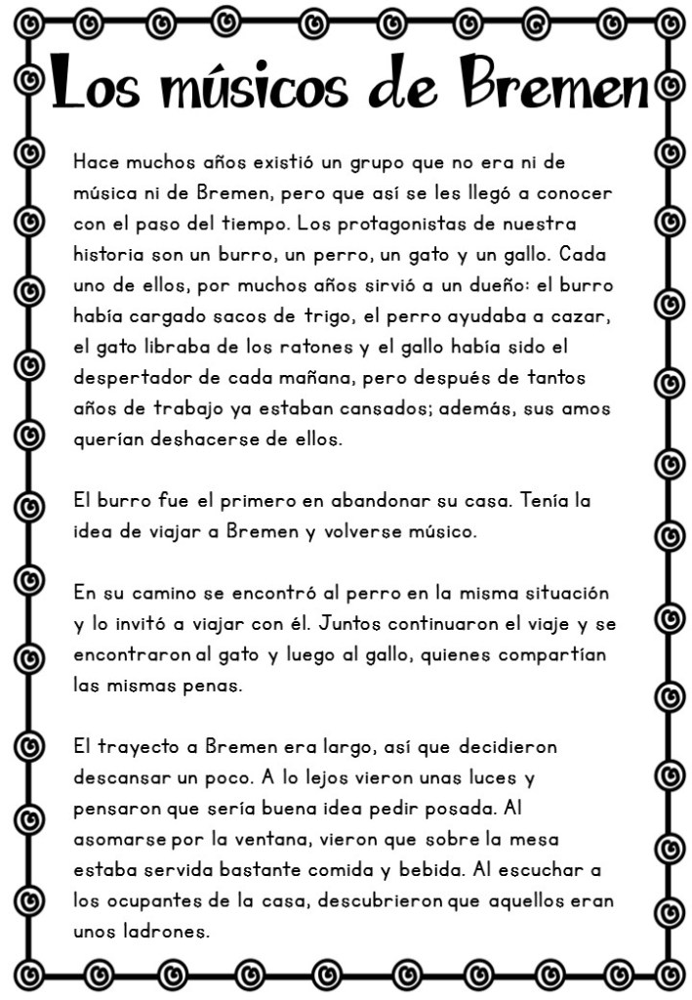 Los músicos de Bremen
Hace muchos años existió un grupo que no era ni de
música ni de Bremen, pero que así se les llegó a conocer
con el paso del tiempo. Los protagonistas de nuestra
historia son un burro, un perro, un gato y un gallo. Cada
uno de ellos, por muchos años sirvió a un dueño: el burro
había cargado sacos de trigo, el perro ayudaba a cazar,
el gato libraba de los ratones y el gallo había sido el
despertador de cada mañana, pero después de tantos
años de trabajo ya estaban cansados; además, sus amos
querían deshacerse de ellos.
El burro fue el primero en abandonar su casa. Tenía la
idea de viajar a Bremen y volverse músico.
En su camino se encontró al perro en la misma situación
y lo invitó a viajar con él. Juntos continuaron el viaje y se
encontraron al gato y luego al gallo, quienes compartían
las mismas penas.
El trayecto a Bremen era largo, así que decidieron
descansar un poco. A lo lejos vieron unas luces y
pensaron que sería buena idea pedir posada. Al
asomarse por la ventana, vieron que sobre la mesa
estaba servida bastante comida y bebida. Al escuchar a
los ocupantes de la casa, descubrieron que aquellos eran
unos ladrones.